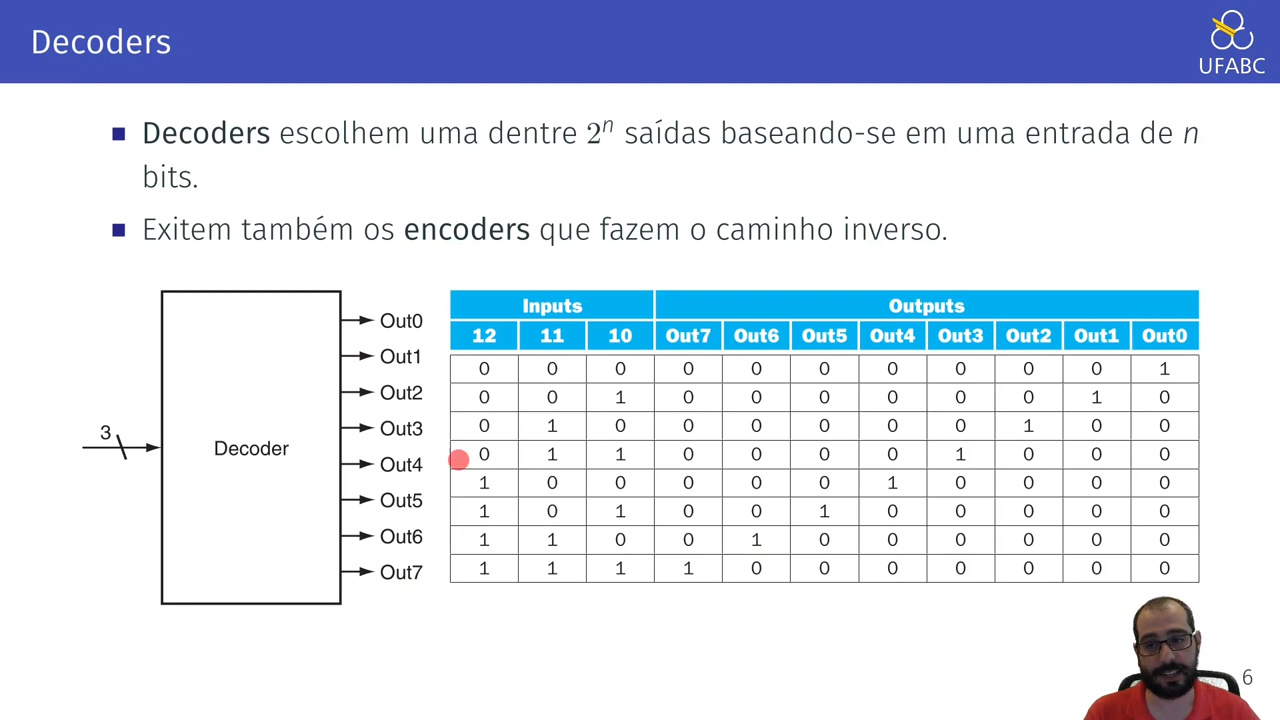 Decoders
UFABC
Decoders escolhem uma dentre 2ⁿ saídas baseando-se em uma entrada de n
bits.
Exitem também os encoders que fazem o caminho inverso.
3
Decoder
Out0
Out1
Out2
Out3
Out4
Out5
Out6
Out7
Inputs Outputs
12 11 10 Out7 Out6 Out5 Out4 Out3 Out2 Out1 Out0
0 0 0 0 0 0 0 0 0 0 1
0 0 1 0 0 0 0 0 0 1 0
0 1 0 0 0 0 0 0 1 0 0
0 1 1 0 0 0 0 1 0 0 0
1 0 0 0 0 0 1 0 0 0 0
1 0 1 0 0 1 0 0 0 0 0
1 1 0 0 1 0 0 0 0 0 0
1 1 1 1 0 0 0 0 0 0 0
6